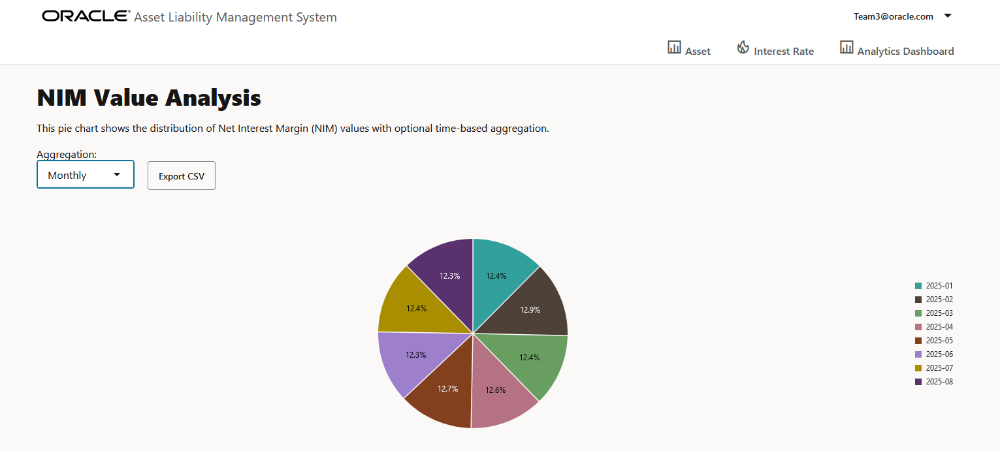 ORACLE® Asset Liability Management System
Team3@oracle.com
Asset
Interest Rate
Analytics Dashboard
NIM Value Analysis
This pie chart shows the distribution of Net Interest Margin (NIM) values with optional time-based aggregation.
Aggregation:
Monthly
Export CSV
12.3%
12.4%
12.4%
12.9%
12.3%
12.4%
12.7%
12.6%
2025-01
2025-02
2025-03
2025-04
2025-05
2025-06
2025-07
2025-08